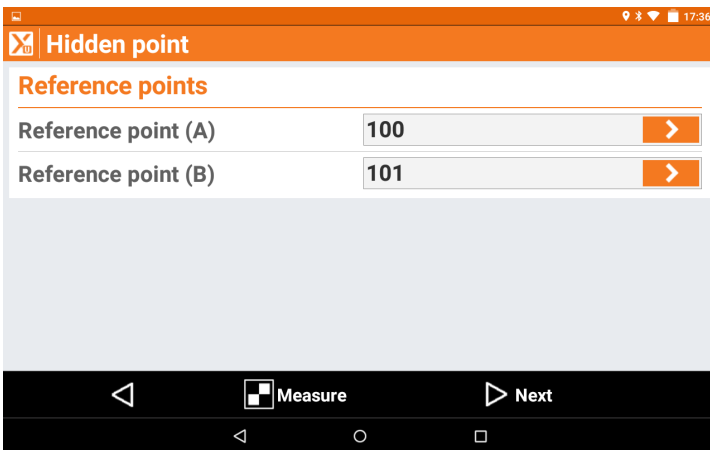 17:36
Hidden point
Reference points
Reference point (A) 100
Reference point (B) 101
Measure Next